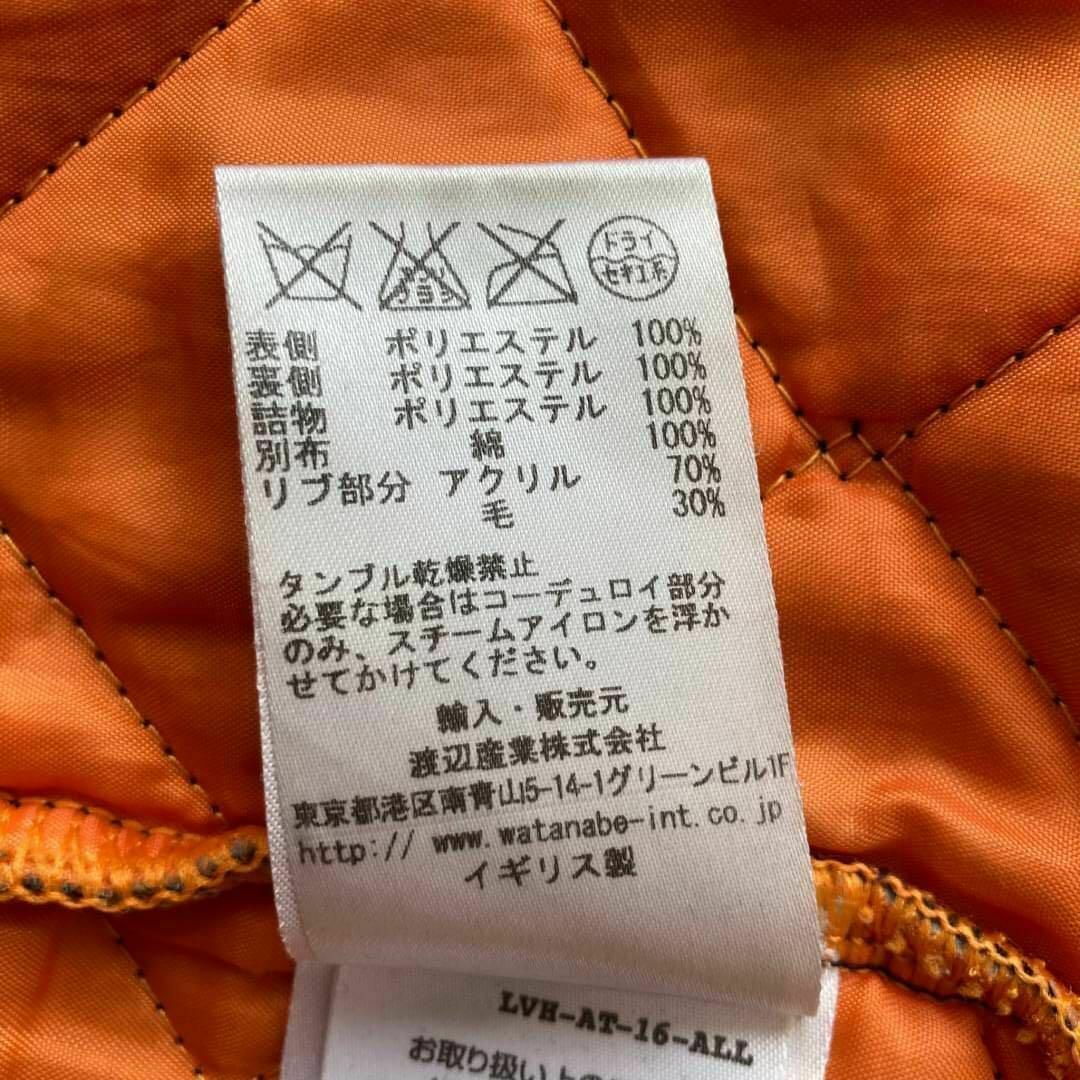 エンソ
サラシ
ドライ
セキユ系
表側 ポリエステル 100%
裏側 ポリエステル 100%
詰物 ポリエステル 100%
別布 綿 100%
リブ部分 アクリル 70%
毛 30%
タンブル乾燥禁止
必要な場合はコーデュロイ部分
のみ、スチームアイロンを浮か
せてかけてください。
輸入・販売元
渡辺産業株式会社
東京都港区南青山5-14-1グリーンビル1F
http:// www.watanabe-int.co.jp
イギリス製
LVH-AT-16-ALL
お取り扱い上の